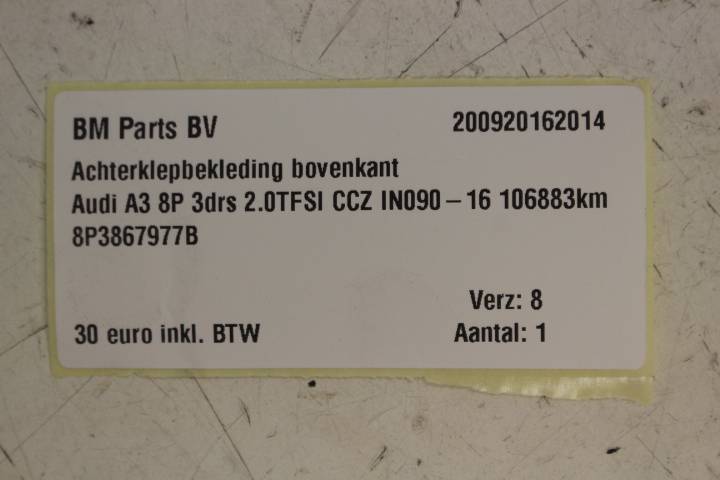 BM Parts BV 200920162014
Achterklepbekleding bovenkant
Audi A3 8P 3drs 2.0TFSI CCZ IN090-16 106883km
8P3867977B
Verz: 8
30 euro inkl. BTW Aantal: 1